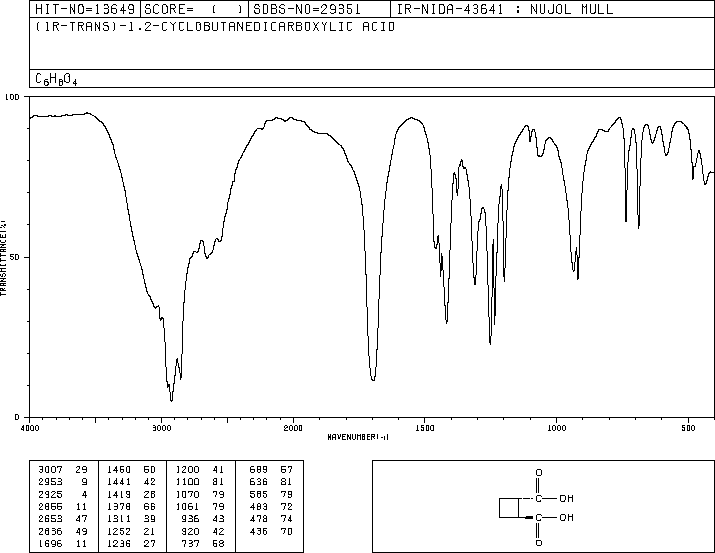 HIT-NO=13649 SCORE= ( ) SDBS-NO=29351 IR-NIDA-43641 : NUJOL MULL
(1R-TRANS)-1,2-CYCLOBUTANEDICARBOXYLIC ACID
C6H8O4
100
TRANSMITTANCE(%)
50
0
4000 3000 2000 1500 1000 500
WAVENUMBER(-1)
3007 29 1460 50 1200 41 689 57
2953 9 1441 42 1100 81 636 81
2925 4 1419 28 1070 79 585 79
2855 11 1378 66 1061 79 483 72
2653 47 1311 39 936 43 478 74
2636 49 1252 21 920 42 436 70
1696 11 1236 27 737 58
O
C OH
C OH
O